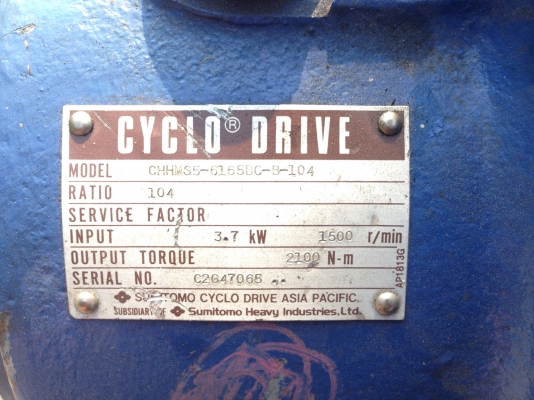 CYCLO® DRIVE
MODEL CHHMS5-6165DC-B-104
RATIO 104
SERVICE FACTOR
INPUT 3.7 kW 1500 r/min
OUTPUT TORQUE 2100 N-m
SERIAL NO. C2647065
SUMITOMO CYCLO DRIVE ASIA PACIFIC.
SUBSIDIARY OF Sumitomo Heavy Industries, Ltd.
AP1813G